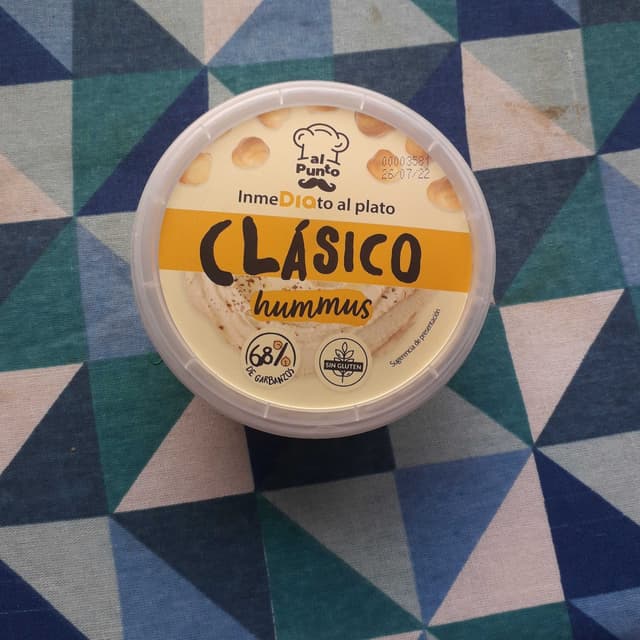 al
Punto
00003581
26/07/22
InmeDIAto al plato
CLÁSICO
hummus
68%
DE GARBANZOS
SIN GLUTEN
Sugerencia de presentación